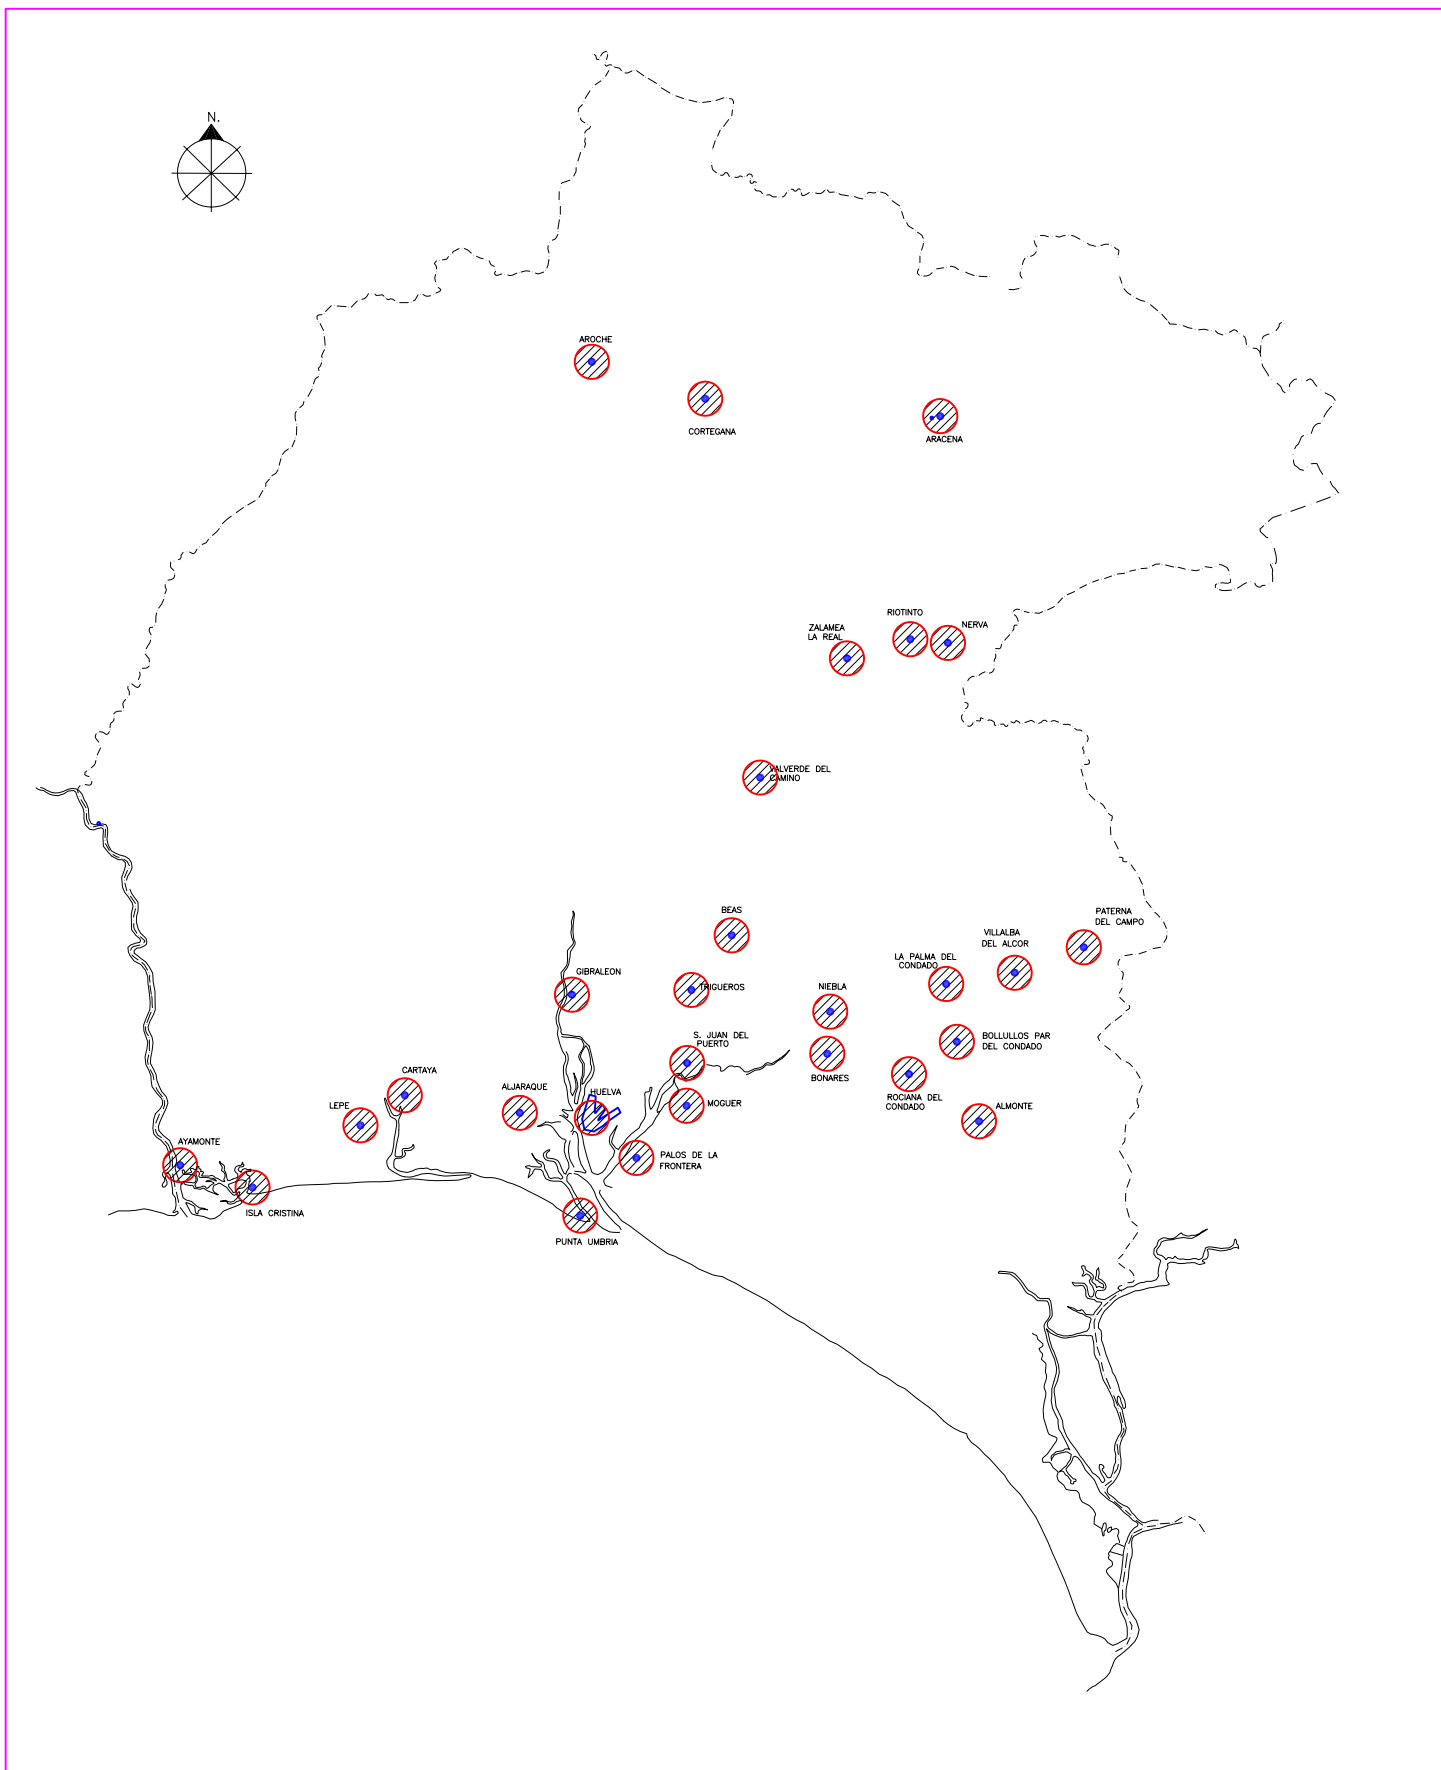 N.
AROCHE
CORTEGANA
ARACENA
RIOTINTO
NERVA
ZALAMEA
LA REAL
VALVERDE DEL
CAMINO
BEAS
PATERNA
DEL CAMPO
VILLALBA
DEL ALCOR
LA PALMA DEL
CONDADO
GIBRALEON
TRIGUEROS
NIEBLA
S. JUAN DEL
PUERTO
BOLLULLOS PAR
DEL CONDADO
BONARES
CARTAYA
ALJARAQUE
HUELVA
ROCIANA DEL
CONDADO
LEPE
MOGUER
ALMONTE
AYAMONTE
PALOS DE LA
FRONTERA
ISLA CRISTINA
PUNTA UMBRIA